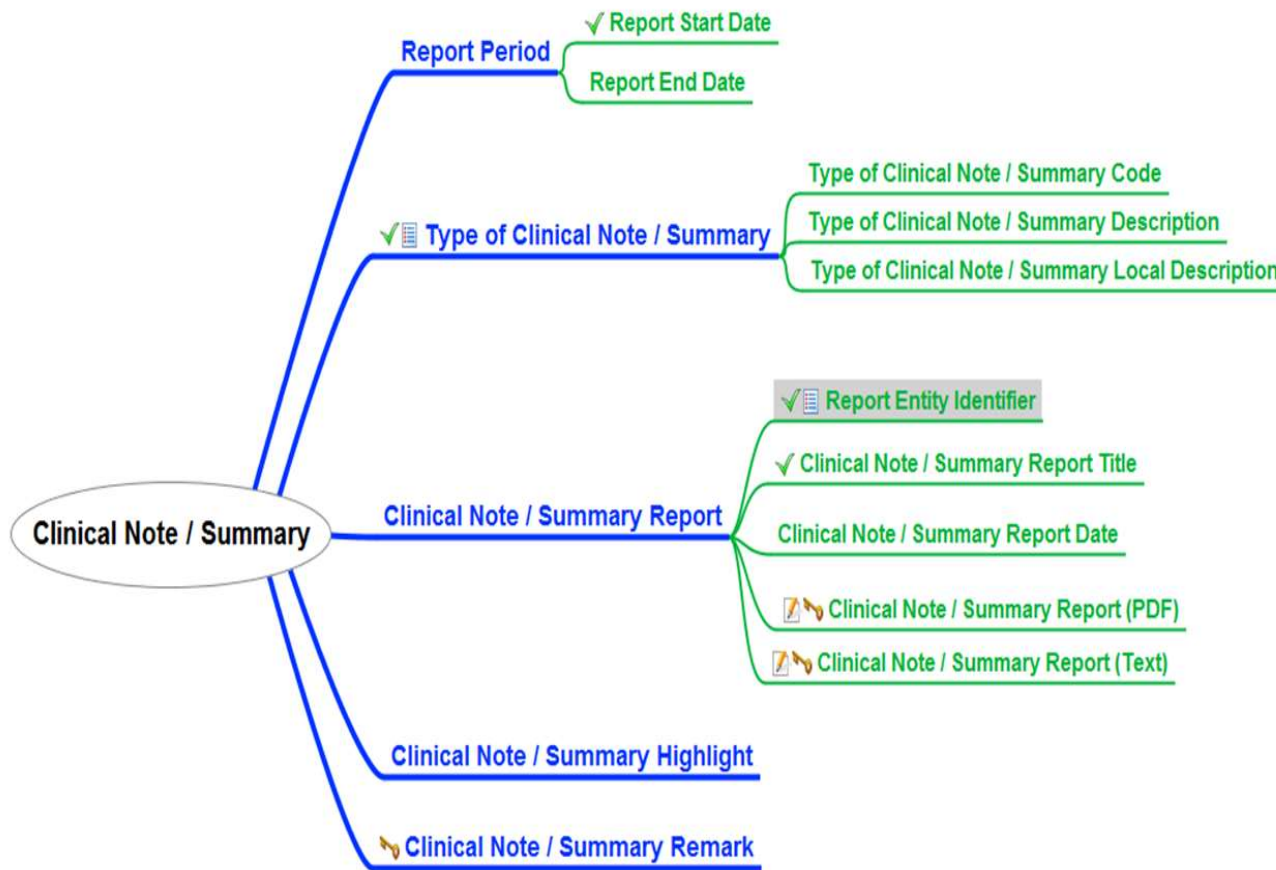 Report Start Date
Report Period
Report End Date
Type of Clinical Note / Summary Code
Type of Clinical Note / Summary Description
Type of Clinical Note / Summary
Type of Clinical Note / Summary Local Description
Report Entity Identifier
Clinical Note / Summary Report Title
Clinical Note / Summary Report
Clinical Note / Summary
Clinical Note / Summary Report Date
Clinical Note / Summary Report (PDF)
Clinical Note / Summary Report (Text)
Clinical Note / Summary Highlight
Clinical Note / Summary Remark